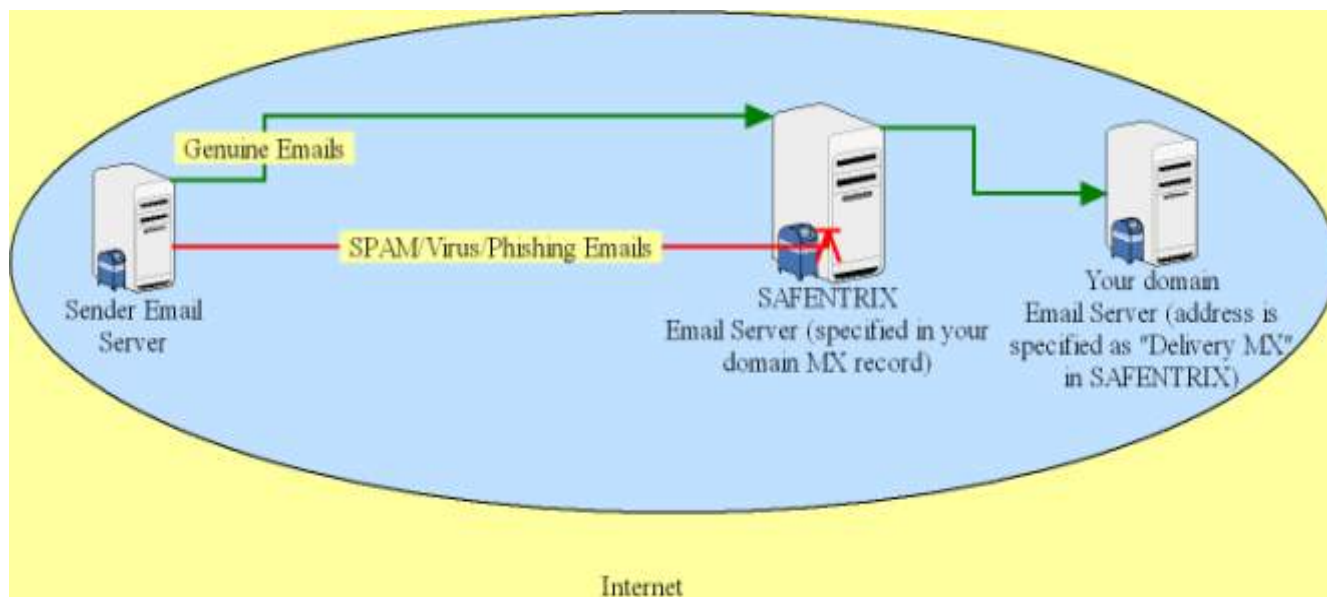 Genuine Emails
SPAM/Virus/Phishing Emails
Sender Email
Server
SAFENTRIX
Email Server (specified in your
domain MX record)
Your domain
Email Server (address is
specified as "Delivery MX"
in SAFENTRIX)
Internet